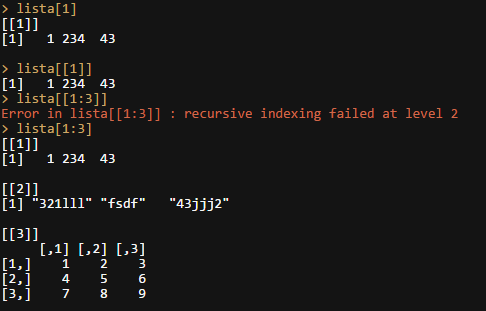 > lista[1]
[[1]]
[1]   1 234  43

> lista[[1]]
[1]   1 234  43
> lista[[1:3]]
Error in lista[[1:3]] : recursive indexing failed at level 2
> lista[1:3]
[[1]]
[1]   1 234  43

[[2]]
[1] "321lll" "fsdf"   "43jjj2"

[[3]]
     [,1] [,2] [,3]
[1,]    1    2    3
[2,]    4    5    6
[3,]    7    8    9